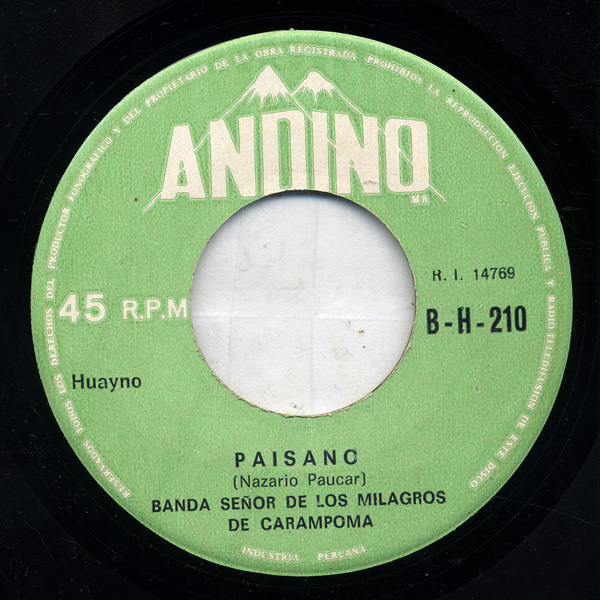 RESERVADOS TODOS LOS DERECHOS DEL PRODUCTOR FONOGRAFICO Y DEL PROPIETARIO DE LA OBRA REGISTRADA · PROHIBIDA LA REPRODUCCION EJECUCION PUBLICA Y RADIO-TELEDIFUSION DE ESTE DISCO
ANDINO
MR
R. I. 14769
45 R.P.M
B-H-210
Huayno
PAISANO
(Nazario Paucar)
BANDA SEÑOR DE LOS MILAGROS
DE CARAMPOMA
INDUSTRIA PERUANA